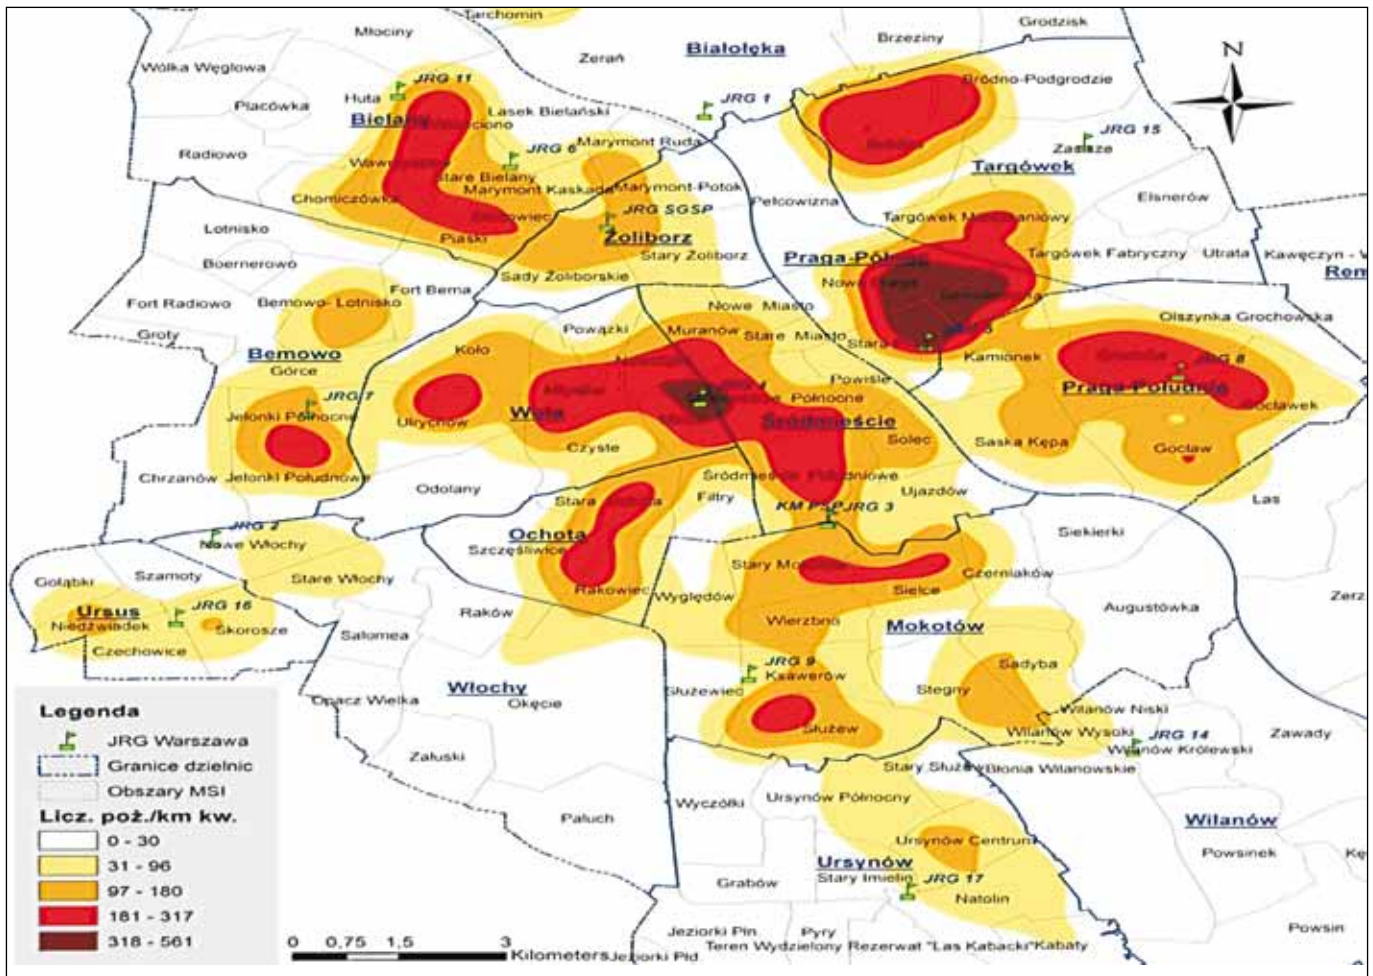 Tarchomin
Grodzisk
Młociny
Brzeziny
Białołęka
Żerań
Wólka Węglowa
JRG 11
Bródno-Podgrodzie
Huta
JRG 1
Placówka
Lasek Bielański
Bielany
JRG 15
Zacisze
Marymont Ruda
Radiowo
JRG 6
Targówek
Stare Bielany
Marymont Kaskada
Marymont-Potok
Chomiczówka
Pelcowizna
Elsnerów
JRG SGSP
Lotnisko
Piaski
Żoliborz
Stary Żoliborz
Targówek Fabryczny
Utrata
Kawęczyn - W
Boernerowo
Sady Żoliborskie
Rem
Fort Radiowo
Bemowo- Lotnisko
Fort Bema
Nowe Miasto
Olszynka Grochowska
Groty
Powązki
Muranów
Stare Miasto
Stara
Koło
Kamionek
JRG 8
Bemowo
Górce
Powiśle
Praga-Południe
JRG 7
JRG 4
Północne
Gocławek
Jelonki Północne
Ulrychów
Wola
Śródmieście
Czyste
Solec
Saska Kępa
Gocław
Chrzanów
Jelonki Południowe
Śródmieście Południowe
Odolany
Filtry
Ujazdów
Las
Stara
KM PSP
JRG 3
JRG 2
Nowe Włochy
Ochota
Szczęśliwice
Siekierki
Gołąbki
Szamoty
Stare Włochy
Stary
Czerniaków
Rakowiec
Wyględów
Sielce
Ursus
JRG 16
Niedźwiadek
Skorosze
Raków
Wierzbno
Augustówka
Zerz
Salomea
Mokotów
Czechowice
JRG 9
Ksawerów
Sadyba
Służewiec
Stegny
Włochy
Opacz Wielka
Okęcie
Służew
Wilanów Niski
Wilanów Wysoki
Zawady
JRG 14
Wilanów Królewski
Załuski
Stary Służew
Błonia Wilanowskie
Wyczółki
Ursynów Północny
Paluch
Wilanów
Ursynów Centrum
Powsinek
Kę
Ursynów
Grabów
Stary Imielin
JRG 17
Natolin
Powsin
Jeziorki Płn
Pyry
Teren Wydzielony Rezerwat "Las Kabacki"
Kabaty
Jeziorki Płd
Legenda
JRG Warszawa
Granice dzielnic
Obszary MSI
Licz. poż./km kw.
0 - 30
31 - 96
97 - 180
181 - 317
318 - 561
0 0,75 1,5 3
Kilometers
N